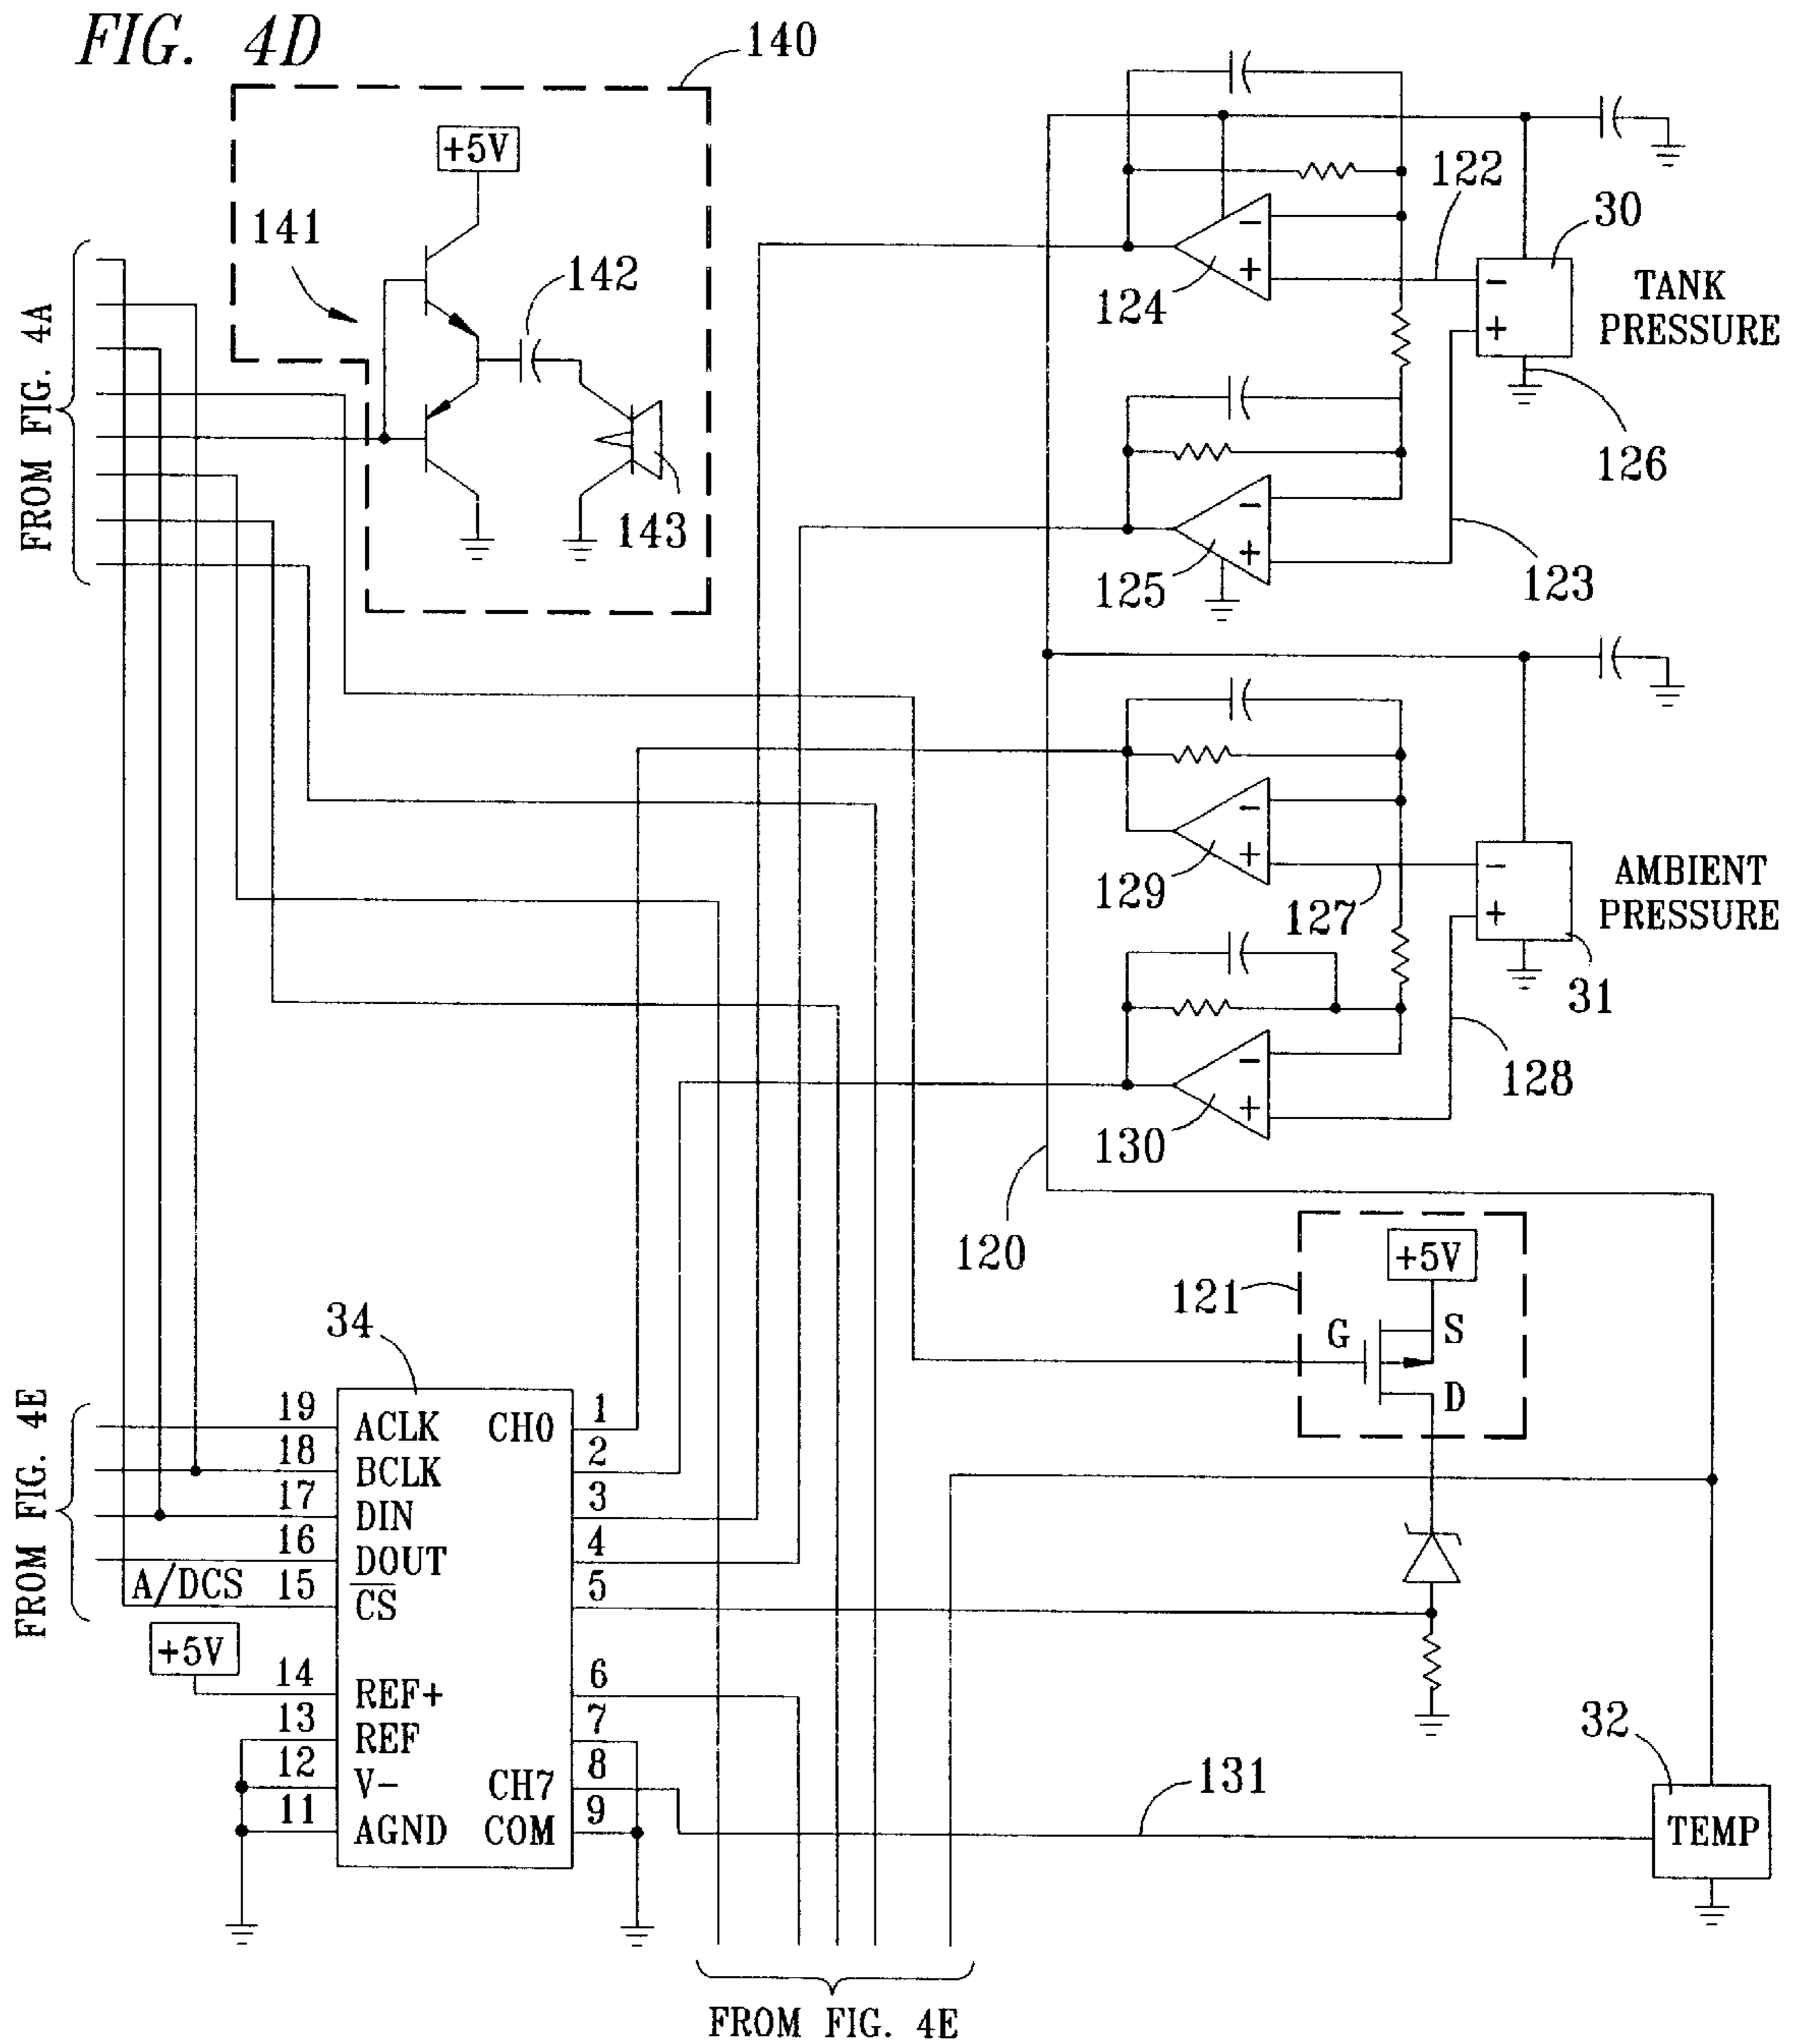 FIG. 4D
140
+5V
141
142
143
FROM FIG. 4A
122
30
−
+
124
−
+
TANK
PRESSURE
126
−
+
125
123
−
+
129
127
−
+
AMBIENT
PRESSURE
31
−
+
130
128
120
121
+5V
G
S
D
34
FROM FIG. 4E
19
ACLK
CH0
1
18
BCLK
2
17
DIN
3
16
DOUT
4
A/DCS
15
CS
5
+5V
14
REF+
6
13
REF
7
12
V−
CH7
8
11
AGND
COM
9
131
32
TEMP
FROM FIG. 4E